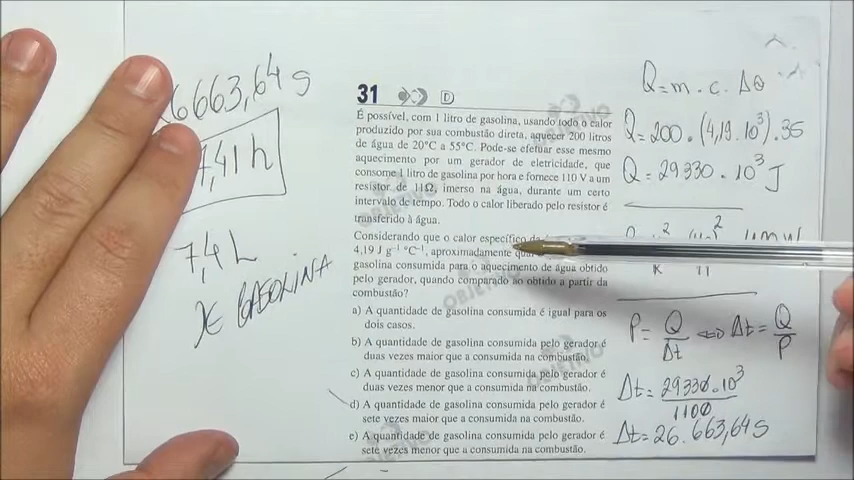 6663,64 s
7,41 h
7,4 L
DE GASOLINA
31 D
É possível, com 1 litro de gasolina, usando todo o calor
produzido por sua combustão direta, aquecer 200 litros
de água de 20°C a 55°C. Pode-se efetuar esse mesmo
aquecimento por um gerador de eletricidade, que
consome 1 litro de gasolina por hora e fornece 110 V a um
resistor de 11Ω, imerso na água, durante um certo
intervalo de tempo. Todo o calor liberado pelo resistor é
transferido à água.
Considerando que o calor específico da
4,19 J g⁻¹ °C⁻¹, aproximadamente
gasolina consumida para o aquecimento de água obtido
pelo gerador, quando comparado ao obtido a partir da
combustão?
a) A quantidade de gasolina consumida é igual para os
dois casos.
b) A quantidade de gasolina consumida pelo gerador é
duas vezes maior que a consumida na combustão.
c) A quantidade de gasolina consumida pelo gerador é
duas vezes menor que a consumida na combustão.
d) A quantidade de gasolina consumida pelo gerador é
sete vezes maior que a consumida na combustão.
e) A quantidade de gasolina consumida pelo gerador é
sete vezes menor que a consumida na combustão.
Q = m . c . Δθ
Q = 200 . (4,19 . 10³) . 35
Q = 29330 . 10³ J
P = Q/Δt ⇔ Δt = Q/P
Δt = 29330 . 10³ / 1100
Δt = 26.663,64 s
OBJETIVO
OBJETIVO
OBJETIVO
OBJETIVO
OBJETIVO